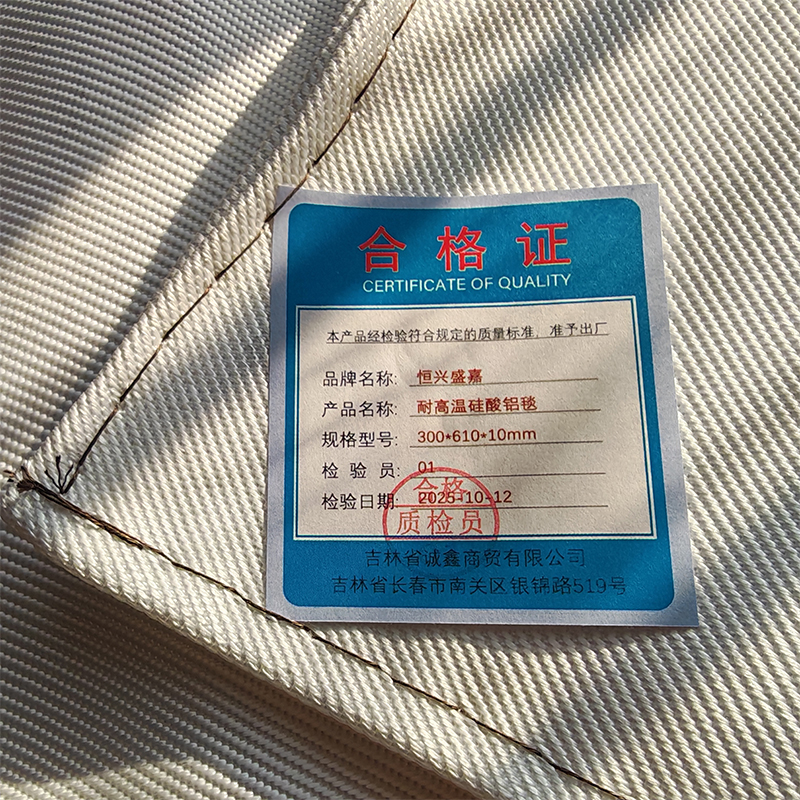 合格证
CERTIFICATE OF QUALITY
本产品经检验符合规定的质量标准，准予出厂
品牌名称: 恒兴盛嘉
产品名称: 耐高温硅酸铝毯
规格型号: 300*610*10mm
检 验 员: 01
检验日期: 2025-10-12
合格
质检员
吉林省诚鑫商贸有限公司
吉林省长春市南关区银锦路519号